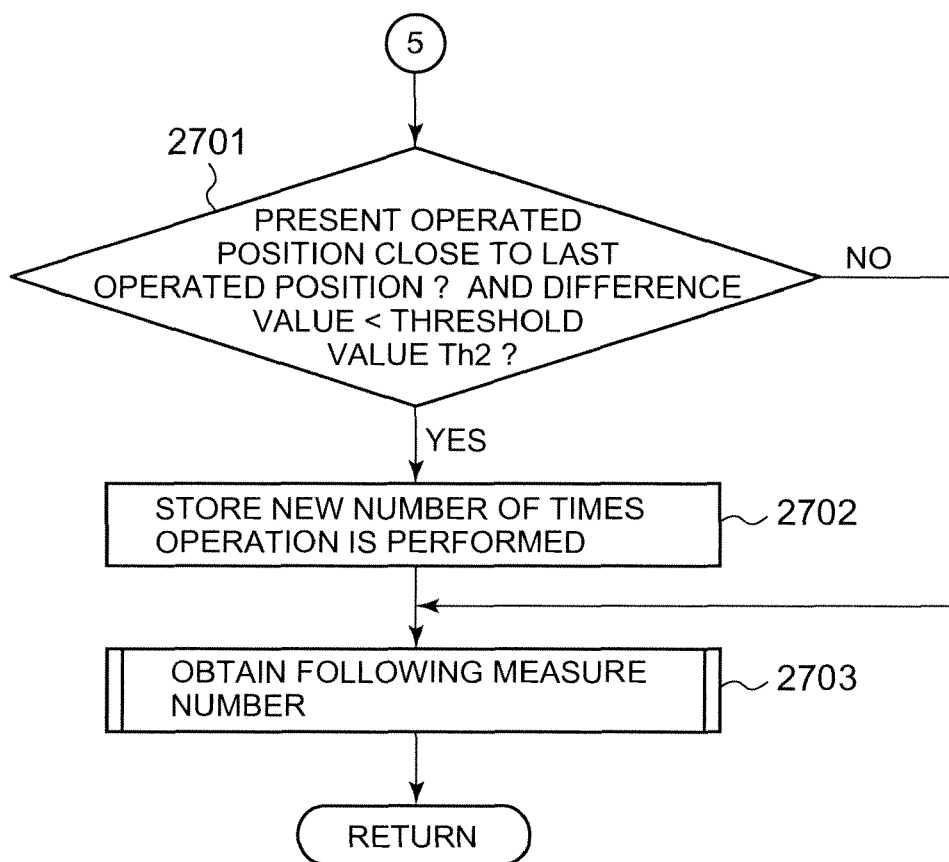 5
2701
PRESENT OPERATED
POSITION CLOSE TO LAST
OPERATED POSITION ? AND DIFFERENCE
VALUE < THRESHOLD
VALUE Th2 ?
NO
YES
STORE NEW NUMBER OF TIMES
OPERATION IS PERFORMED
2702
OBTAIN FOLLOWING MEASURE
NUMBER
2703
RETURN